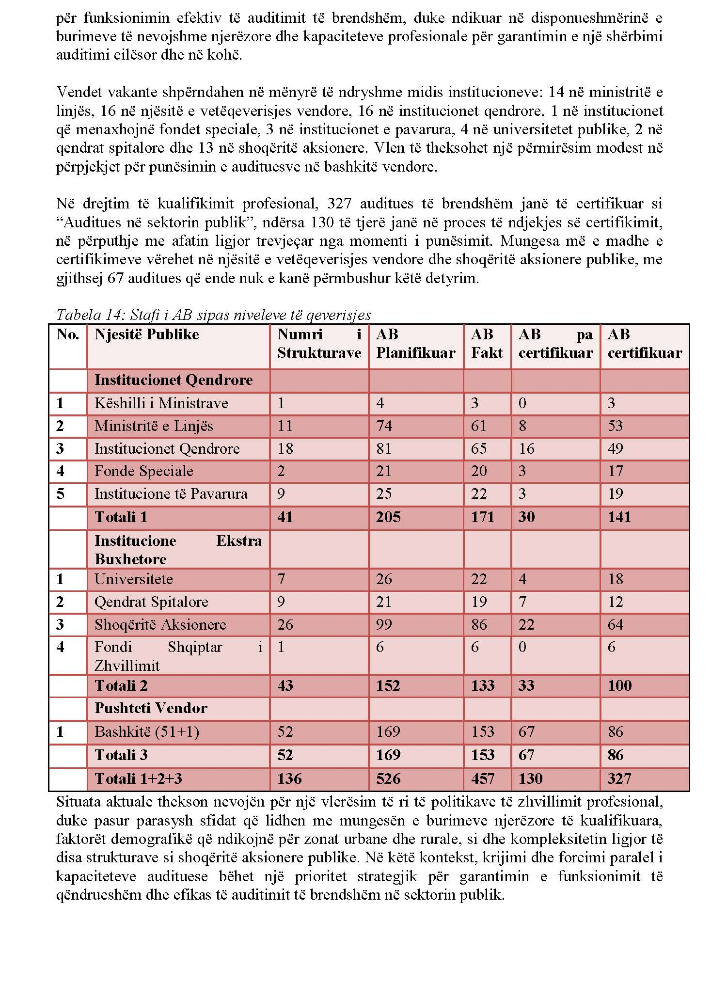 për funksionimin efektiv të auditimit të brendshëm, duke ndikuar në disponueshmërinë e
burimeve të nevojshme njerëzore dhe kapaciteteve profesionale për garantimin e një shërbimi
auditimi cilësor dhe në kohë.
Vendet vakante shpërndahen në mënyrë të ndryshme midis institucioneve: 14 në ministritë e
linjës, 16 në njësitë e vetëqeverisjes vendore, 16 në institucionet qendrore, 1 në institucionet
që menaxhojnë fondet speciale, 3 në institucionet e pavarura, 4 në universitetet publike, 2 në
qendrat spitalore dhe 13 në shoqëritë aksionere. Vlen të theksohet një përmirësim modest në
përpjekjet për punësimin e audituesve në bashkitë vendore.
Në drejtim të kualifikimit profesional, 327 auditues të brendshëm janë të certifikuar si
“Auditues në sektorin publik”, ndërsa 130 të tjerë janë në proces të ndjekjes së certifikimit,
në përputhje me afatin ligjor trevjeçar nga momenti i punësimit. Mungesa më e madhe e
certifikimeve vërehet në njësitë e vetëqeverisjes vendore dhe shoqëritë aksionere publike, me
gjithsej 67 auditues që ende nuk e kanë përmbushur këtë detyrim.
Tabela 14: Stafi i AB sipas niveleve të qeverisjes
No. Njesitë Publike Numri i AB AB AB pa AB
Strukturave Planifikuar Fakt certifikuar certifikuar
Institucionet Qendrore
1 Këshilli i Ministrave 1 4 3 0 3
2 Ministritë e Linjës 11 74 61 8 53
3 Institucionet Qendrore 18 81 65 16 49
4 Fonde Speciale 2 21 20 3 17
5 Institucione të Pavarura 9 25 22 3 19
Totali 1 41 205 171 30 141
Institucione Ekstra
Buxhetore
1 Universitete 7 26 22 4 18
2 Qendrat Spitalore 9 21 19 7 12
3 Shoqëritë Aksionere 26 99 86 22 64
4 Fondi Shqiptar i 1 6 6 0 6
Zhvillimit
Totali 2 43 152 133 33 100
Pushteti Vendor
1 Bashkitë (51+1) 52 169 153 67 86
Totali 3 52 169 153 67 86
Totali 1+2+3 136 526 457 130 327
Situata aktuale thekson nevojën për një vlerësim të ri të politikave të zhvillimit profesional,
duke pasur parasysh sfidat që lidhen me mungesën e burimeve njerëzore të kualifikuara,
faktorët demografikë që ndikojnë për zonat urbane dhe rurale, si dhe kompleksitetin ligjor të
disa strukturave si shoqëritë aksionere publike. Në këtë kontekst, krijimi dhe forcimi paralel i
kapaciteteve audituese bëhet një prioritet strategjik për garantimin e funksionimit të
qëndrueshëm dhe efikas të auditimit të brendshëm në sektorin publik.